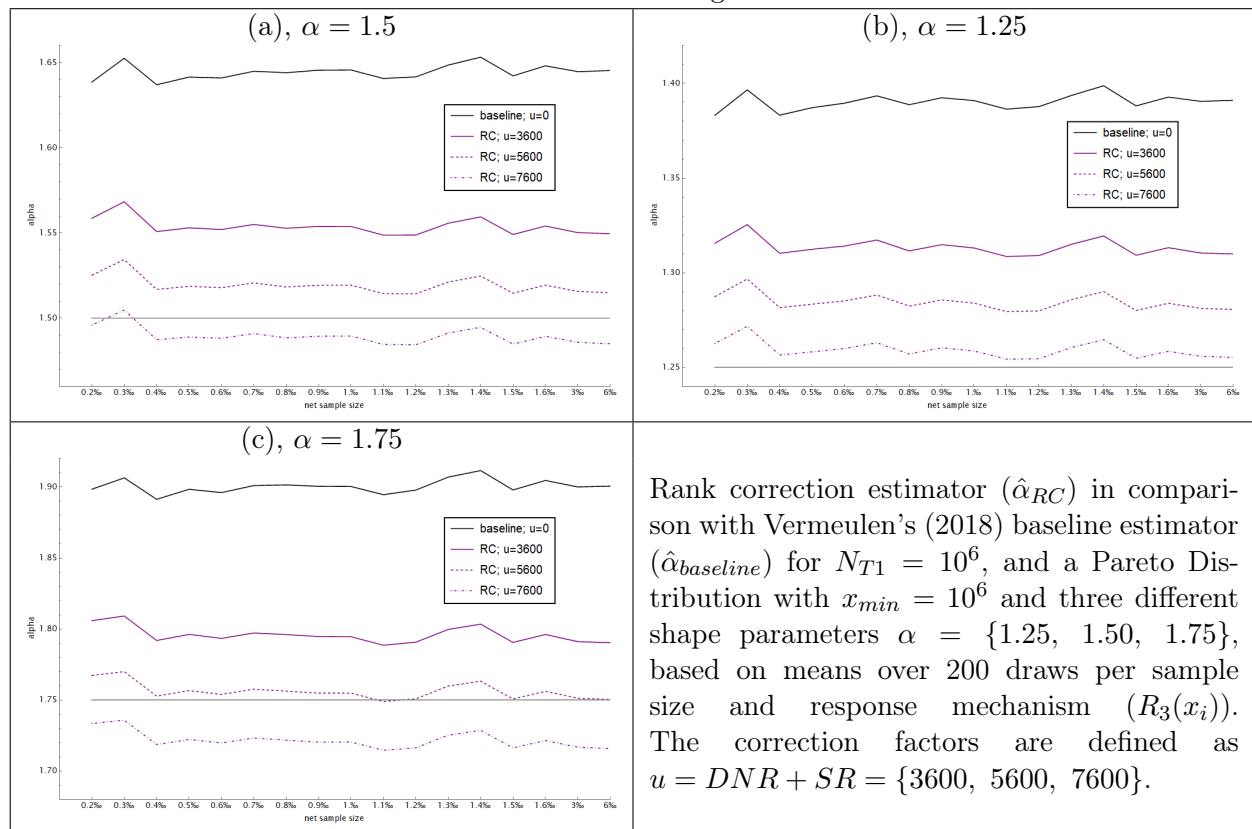 (a), α = 1.5
1.65
1.60
1.55
1.50
alpha
baseline; u=0
RC; u=3600
RC; u=5600
RC; u=7600
0.2‰ 0.3‰ 0.4‰ 0.5‰ 0.6‰ 0.7‰ 0.8‰ 0.9‰ 1.‰ 1.1‰ 1.2‰ 1.3‰ 1.4‰ 1.5‰ 1.6‰ 3‰ 6‰
net sample size
(b), α = 1.25
1.40
1.35
1.30
1.25
alpha
baseline; u=0
RC; u=3600
RC; u=5600
RC; u=7600
0.2‰ 0.3‰ 0.4‰ 0.5‰ 0.6‰ 0.7‰ 0.8‰ 0.9‰ 1.‰ 1.1‰ 1.2‰ 1.3‰ 1.4‰ 1.5‰ 1.6‰ 3‰ 6‰
net sample size
(c), α = 1.75
1.90
1.85
1.80
1.75
1.70
alpha
baseline; u=0
RC; u=3600
RC; u=5600
RC; u=7600
0.2‰ 0.3‰ 0.4‰ 0.5‰ 0.6‰ 0.7‰ 0.8‰ 0.9‰ 1.‰ 1.1‰ 1.2‰ 1.3‰ 1.4‰ 1.5‰ 1.6‰ 3‰ 6‰
net sample size
Rank correction estimator (α̂_RC) in compari-
son with Vermeulen's (2018) baseline estimator
(α̂_baseline) for N_T1 = 10⁶, and a Pareto Dis-
tribution with x_min = 10⁶ and three different
shape parameters α = {1.25, 1.50, 1.75},
based on means over 200 draws per sample
size and response mechanism (R₃(x_i)).
The correction factors are defined as
u = DNR + SR = {3600, 5600, 7600}.